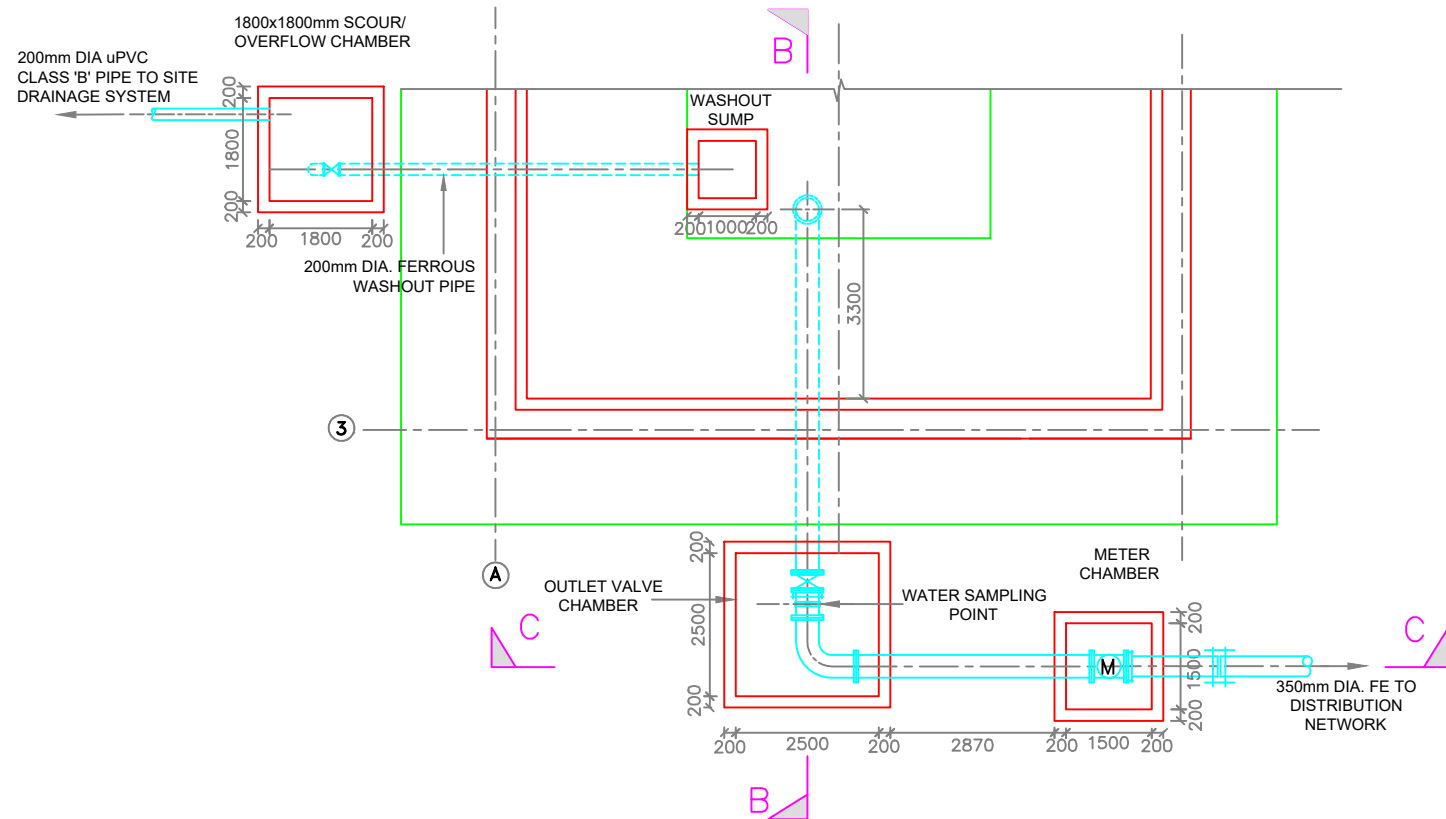 1800x1800mm SCOUR/
OVERFLOW CHAMBER
200mm DIA uPVC
CLASS 'B' PIPE TO SITE
DRAINAGE SYSTEM
200
1800
200
200
1800
200
B
WASHOUT
SUMP
200
1000
200
200mm DIA. FERROUS
WASHOUT PIPE
3300
3
A
OUTLET VALVE
CHAMBER
WATER SAMPLING
POINT
METER
CHAMBER
200
2500
200
C
C
M
200
1500
200
350mm DIA. FE TO
DISTRIBUTION
NETWORK
200
2500
200
2870
200
1500
200
B